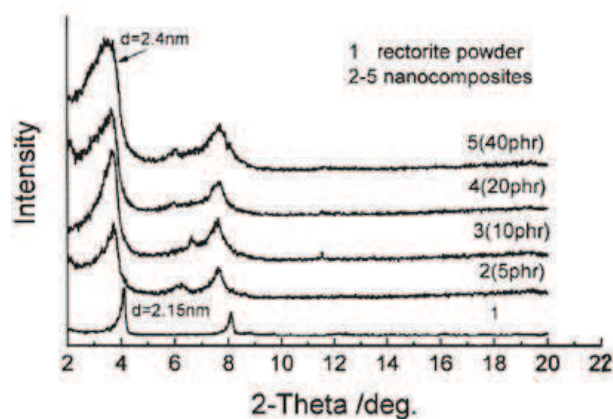 d=2.4nm
1 rectorite powder
2-5 nanocomposites
5(40phr)
4(20phr)
3(10phr)
2(5phr)
d=2.15nm
1
Intensity
2 4 6 8 10 12 14 16 18 20 22
2-Theta /deg.